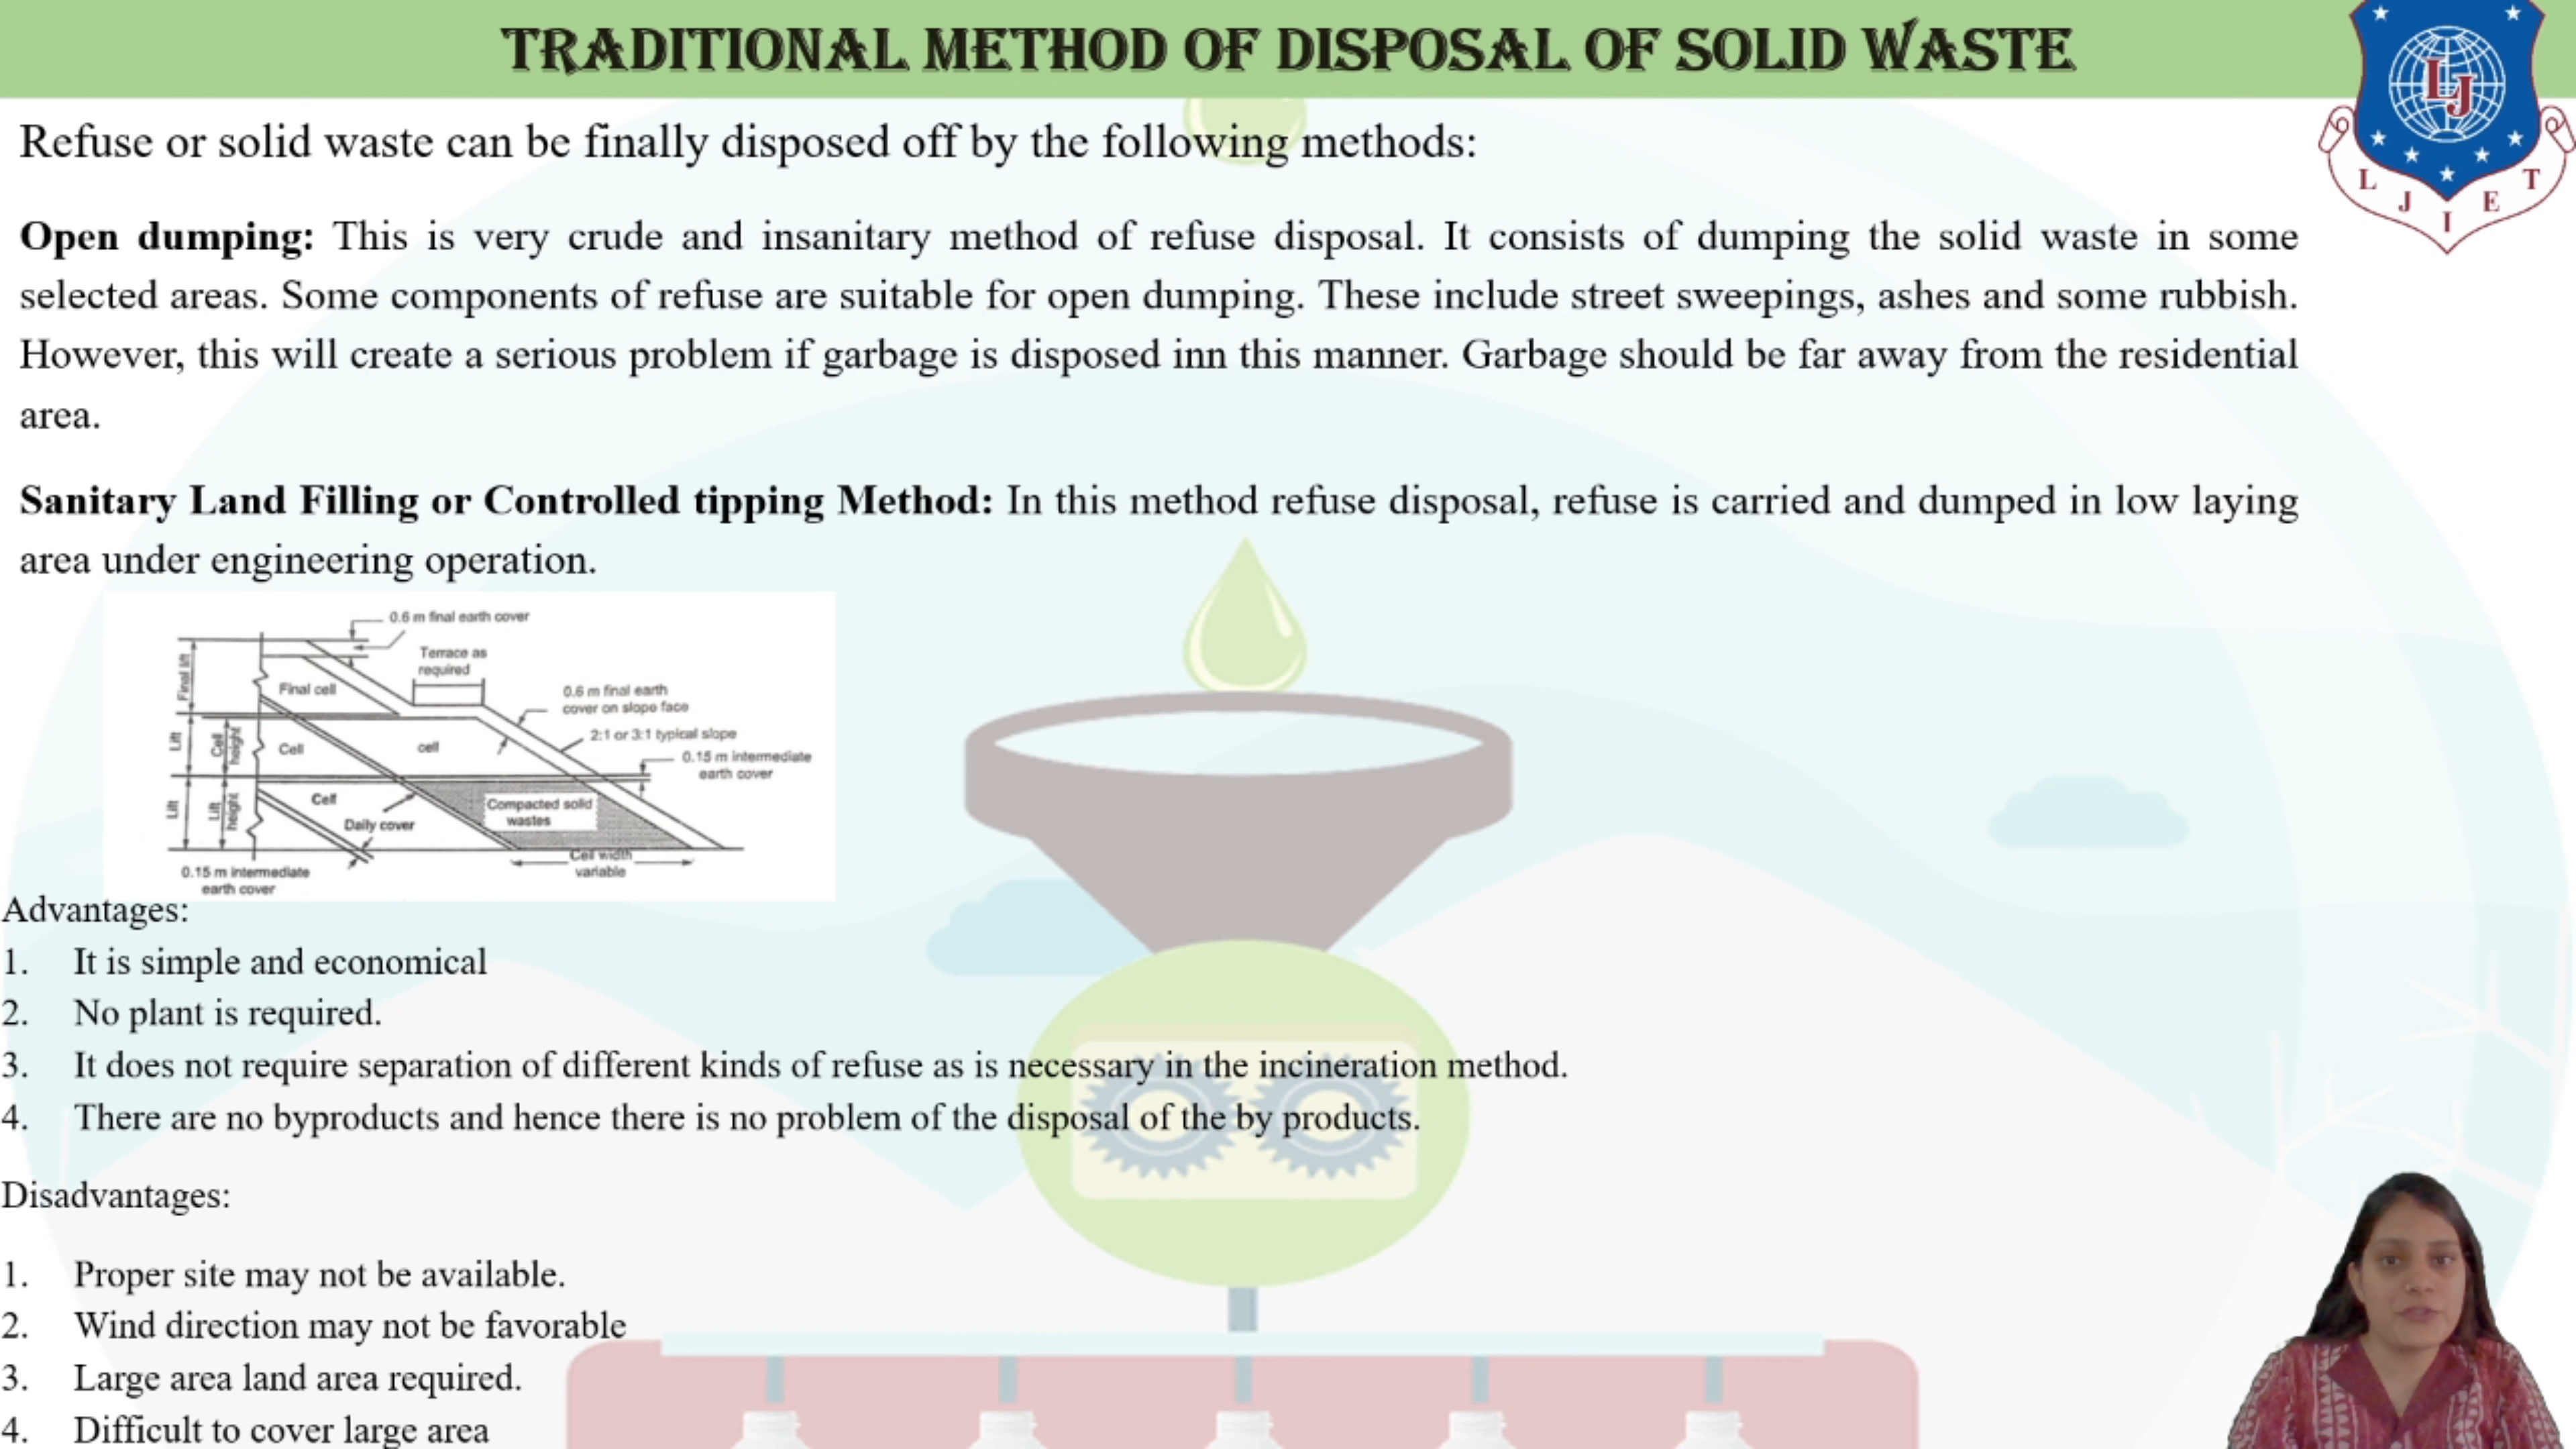 TRADITIONAL METHOD OF DISPOSAL OF SOLID WASTE
LJ
L J I E T
Refuse or solid waste can be finally disposed off by the following methods:
Open dumping: This is very crude and insanitary method of refuse disposal. It consists of dumping the solid waste in some
selected areas. Some components of refuse are suitable for open dumping. These include street sweepings, ashes and some rubbish.
However, this will create a serious problem if garbage is disposed inn this manner. Garbage should be far away from the residential
area.
Sanitary Land Filling or Controlled tipping Method: In this method refuse disposal, refuse is carried and dumped in low laying
area under engineering operation.
0.6 m final earth cover
Terrace as
required
Final lift
Final cell
0.6 m final earth
cover on slope face
2:1 or 3:1 typical slope
Lift
Cell
height
Cell
cell
0.15 m intermediate
earth cover
Lift
Lift
height
Cell
Compacted solid
wastes
Daily cover
Cell width
variable
0.15 m intermediate
earth cover
Advantages:
1. It is simple and economical
2. No plant is required.
3. It does not require separation of different kinds of refuse as is necessary in the incineration method.
4. There are no byproducts and hence there is no problem of the disposal of the by products.
Disadvantages:
1. Proper site may not be available.
2. Wind direction may not be favorable
3. Large area land area required.
4. Difficult to cover large area